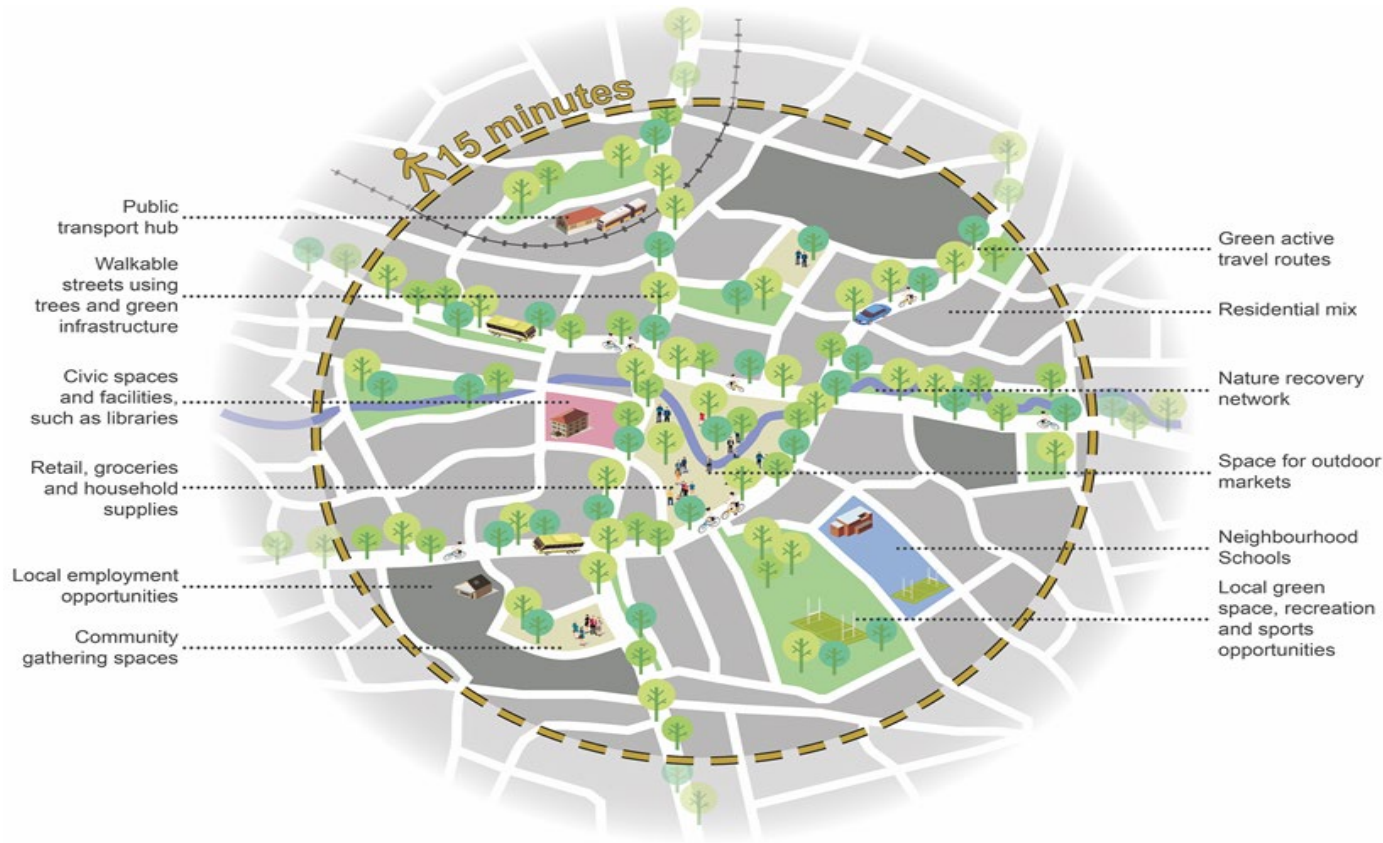 15 minutes
Public
transport hub
Walkable
streets using
trees and green
infrastructure
Civic spaces
and facilities,
such as libraries
Retail, groceries
and household
supplies
Local employment
opportunities
Community
gathering spaces
Green active
travel routes
Residential mix
Nature recovery
network
Space for outdoor
markets
Neighbourhood
Schools
Local green
space, recreation
and sports
opportunities